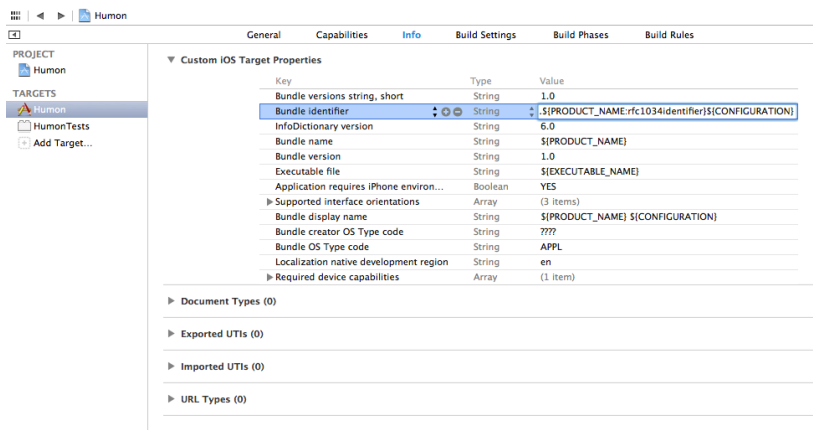 Humon
General Capabilities Info Build Settings Build Phases Build Rules
PROJECT
Humon
TARGETS
Humon
HumonTests
Add Target...
Custom iOS Target Properties
Key Type Value
Bundle versions string, short String 1.0
Bundle identifier String .${PRODUCT_NAME:rfc1034identifier}${CONFIGURATION}
InfoDictionary version String 6.0
Bundle name String ${PRODUCT_NAME}
Bundle version String 1.0
Executable file String ${EXECUTABLE_NAME}
Application requires iPhone environ... Boolean YES
Supported interface orientations Array (3 items)
Bundle display name String ${PRODUCT_NAME} ${CONFIGURATION}
Bundle creator OS Type code String ????
Bundle OS Type code String APPL
Localization native development region String en
Required device capabilities Array (1 item)
Document Types (0)
Exported UTIs (0)
Imported UTIs (0)
URL Types (0)